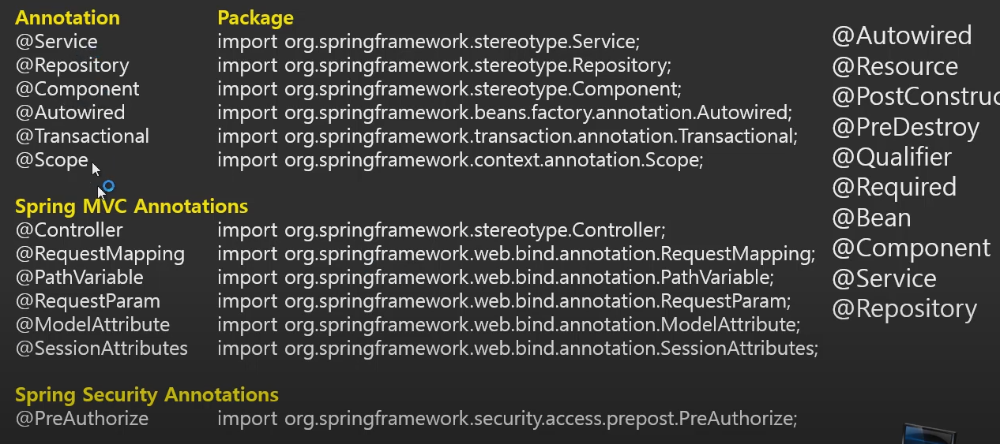 Annotation Package
@Service import org.springframework.stereotype.Service;
@Repository import org.springframework.stereotype.Repository;
@Component import org.springframework.stereotype.Component;
@Autowired import org.springframework.beans.factory.annotation.Autowired;
@Transactional import org.springframework.transaction.annotation.Transactional;
@Scope import org.springframework.context.annotation.Scope;
Spring MVC Annotations
@Controller import org.springframework.stereotype.Controller;
@RequestMapping import org.springframework.web.bind.annotation.RequestMapping;
@PathVariable import org.springframework.web.bind.annotation.PathVariable;
@RequestParam import org.springframework.web.bind.annotation.RequestParam;
@ModelAttribute import org.springframework.web.bind.annotation.ModelAttribute;
@SessionAttributes import org.springframework.web.bind.annotation.SessionAttributes;
Spring Security Annotations
@PreAuthorize import org.springframework.security.access.prepost.PreAuthorize;
@Autowired
@Resource
@PostConstruc
@PreDestroy
@Qualifier
@Required
@Bean
@Component
@Service
@Repository